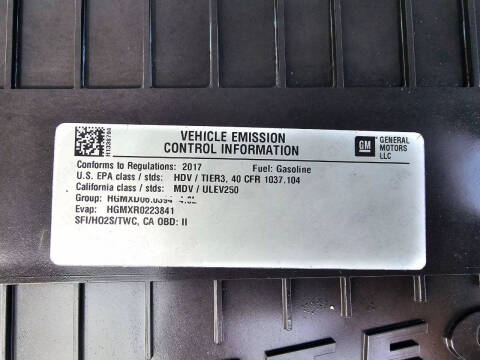 VEHICLE EMISSION
CONTROL INFORMATION
GM GENERAL MOTORS LLC
Conforms to Regulations: 2017 Fuel: Gasoline
U.S. EPA class / stds: HDV / TIER3, 40 CFR 1037.104
California class / stds: MDV / ULEV250
Group:
Evap: HGMXR0223841
SFI/HO2S/TWC, CA OBD: II